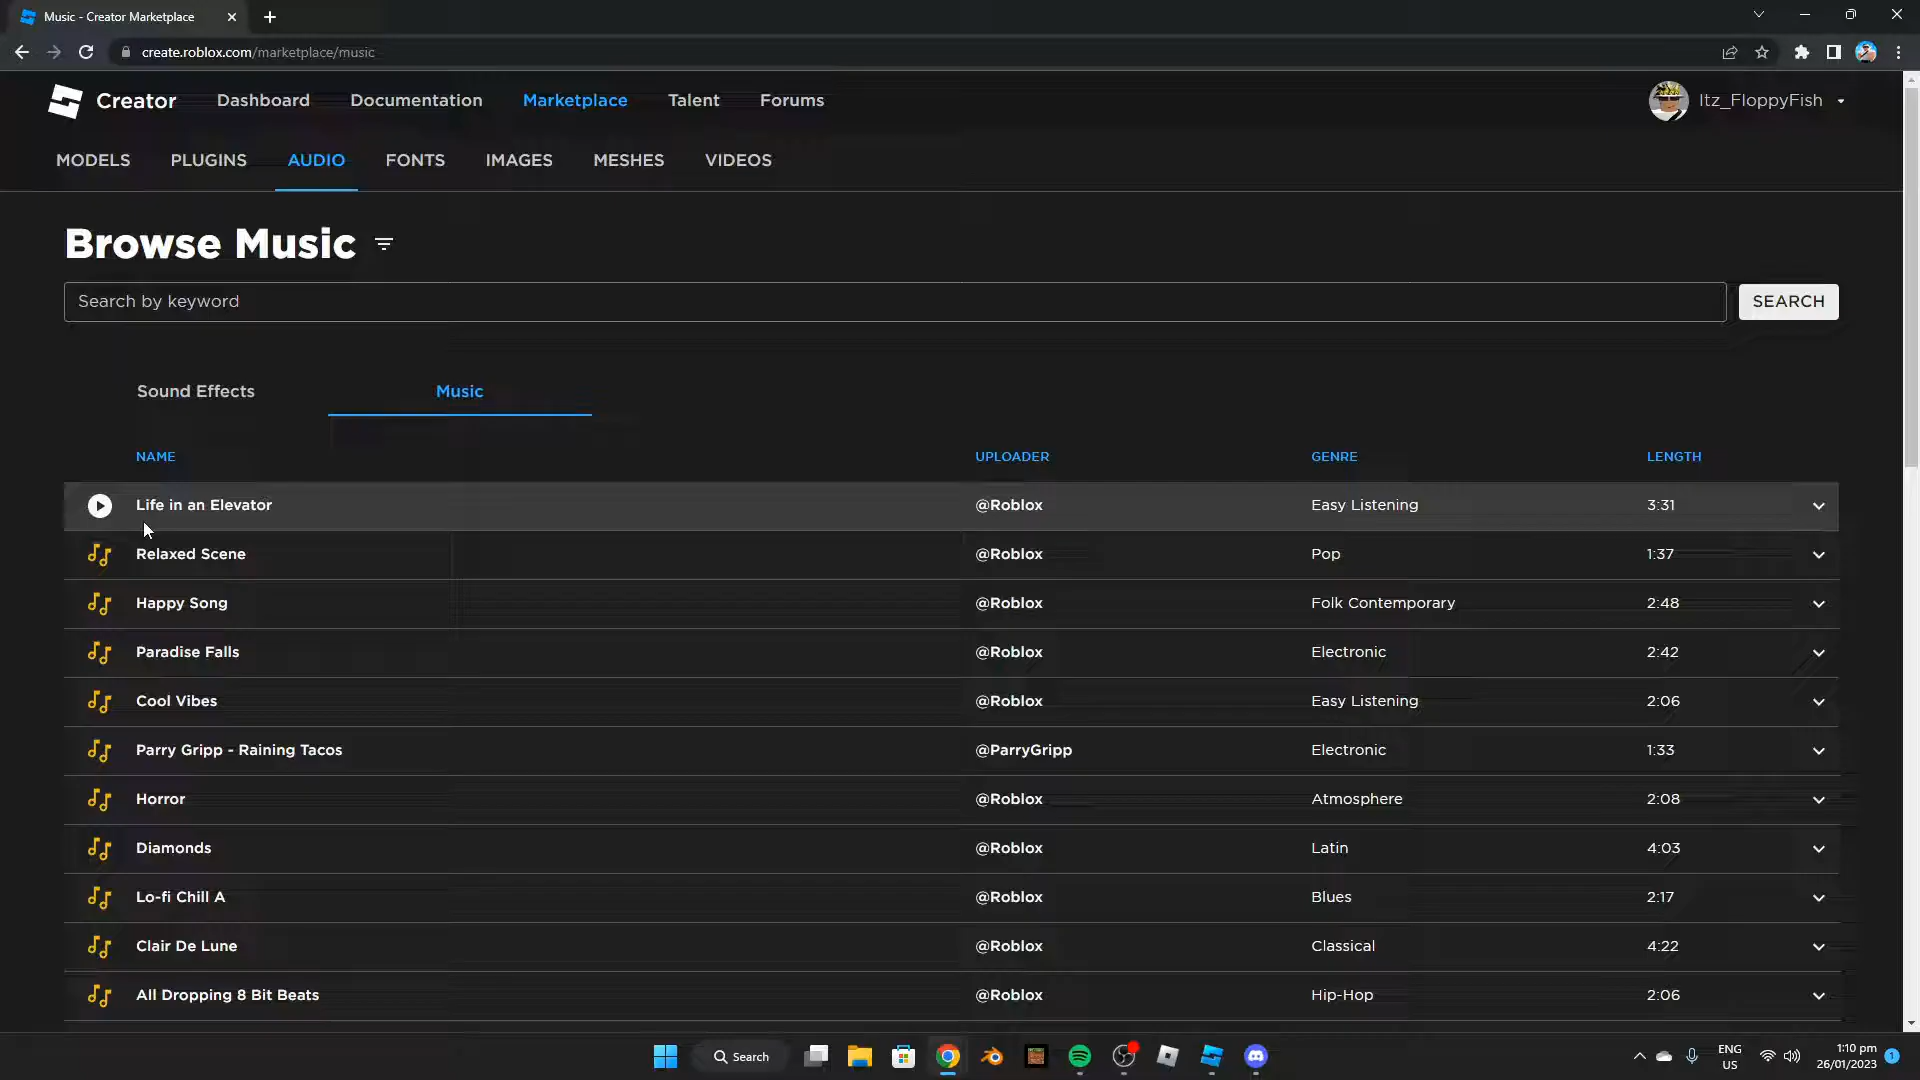 Music - Creator Marketplace
create.roblox.com/marketplace/music
Creator Dashboard Documentation Marketplace Talent Forums Itz_FloppyFish
MODELS PLUGINS AUDIO FONTS IMAGES MESHES VIDEOS
Browse Music
Search by keyword SEARCH
Sound Effects Music
NAME UPLOADER GENRE LENGTH
Life in an Elevator @Roblox Easy Listening 3:31
Relaxed Scene @Roblox Pop 1:37
Happy Song @Roblox Folk Contemporary 2:48
Paradise Falls @Roblox Electronic 2:42
Cool Vibes @Roblox Easy Listening 2:06
Parry Gripp - Raining Tacos @ParryGripp Electronic 1:33
Horror @Roblox Atmosphere 2:08
Diamonds @Roblox Latin 4:03
Lo-fi Chill A @Roblox Blues 2:17
Clair De Lune @Roblox Classical 4:22
All Dropping 8 Bit Beats @Roblox Hip-Hop 2:06
Search ENG 1:10 pm
US 26/01/2023 1